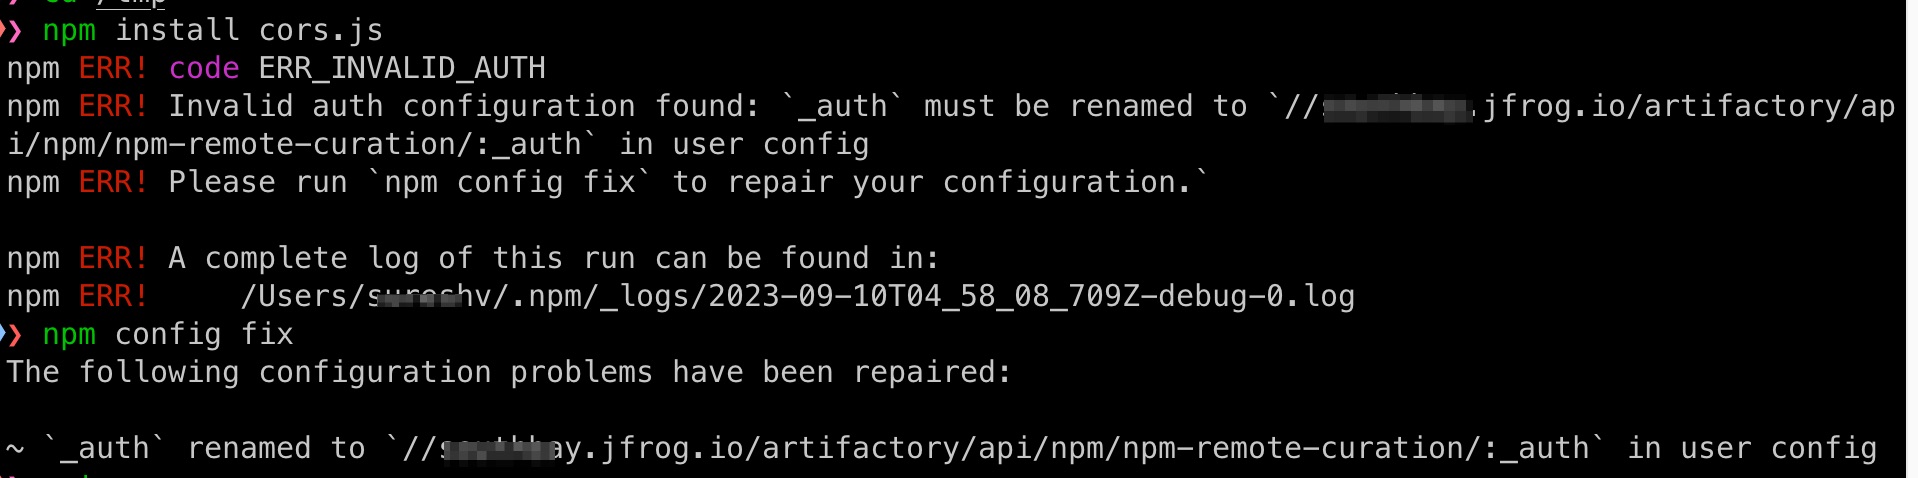 ❯ npm install cors.js
npm ERR! code ERR_INVALID_AUTH
npm ERR! Invalid auth configuration found: `_auth` must be renamed to `//.jfrog.io/artifactory/ap
i/npm/npm-remote-curation/:_auth` in user config
npm ERR! Please run `npm config fix` to repair your configuration.`
npm ERR! A complete log of this run can be found in:
npm ERR!     /Users//.npm/_logs/2023-09-10T04_58_08_709Z-debug-0.log
❯ npm config fix
The following configuration problems have been repaired:
~ `_auth` renamed to `//.jfrog.io/artifactory/api/npm/npm-remote-curation/:_auth` in user config